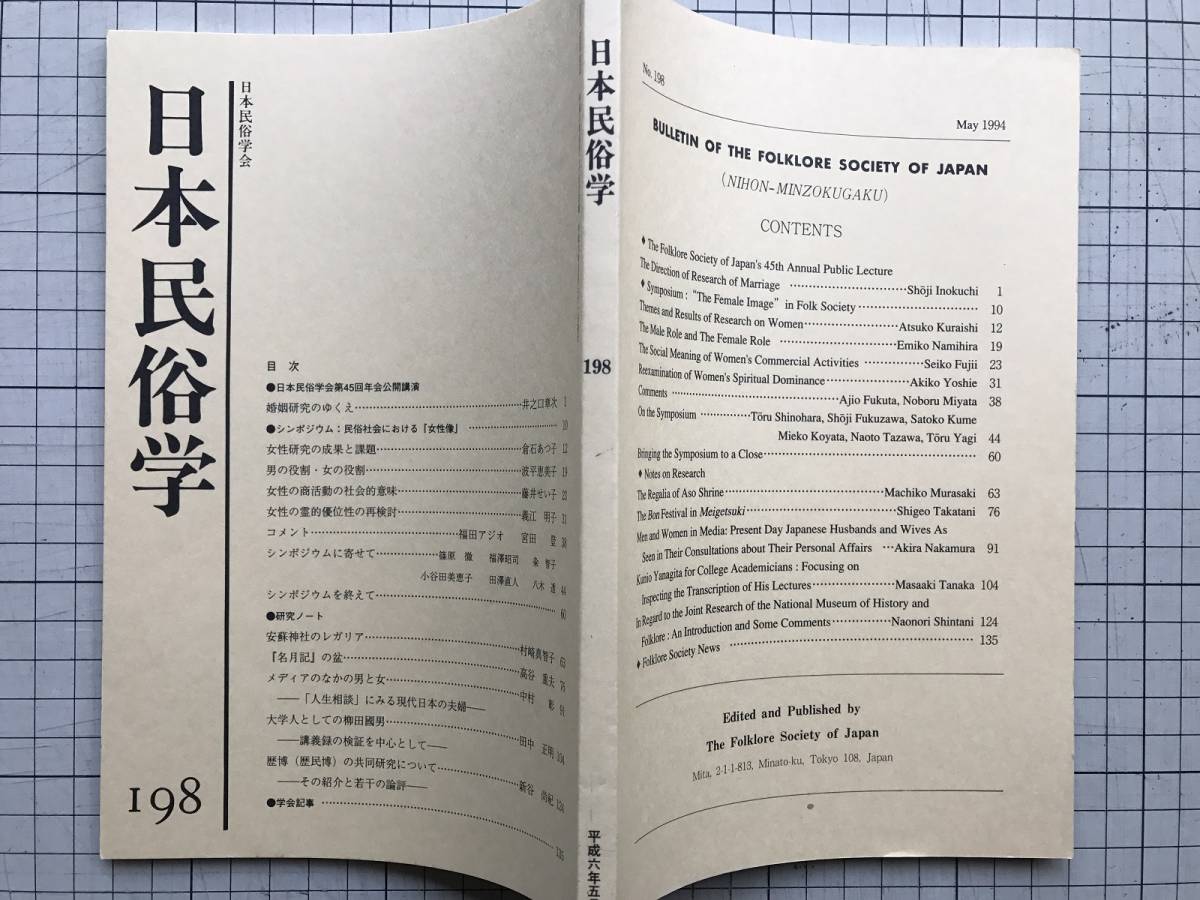 日本民俗学会
日本民俗学
198
目 次
●日本民俗学会第45回年会公開講演
婚姻研究のゆくえ……井之口章次 1
●シンポジウム：民俗社会における『女性像』……10
女性研究の成果と課題……倉石あつ子 12
男の役割・女の役割……波平恵美子 19
女性の商活動の社会的意味……藤井せい子 23
女性の霊的優位性の再検討……義江 明子 31
コメント……福田アジオ 宮田 登 38
シンポジウムに寄せて……篠原 徹 福澤昭司 粂 智子
小谷田美恵子 田澤直人 八木 透 44
シンポジウムを終えて……60
●研究ノート
安蘇神社のレガリア……村崎真智子 63
『名月記』の盆……高谷 重夫 76
メディアのなかの男と女……中村 彰 91
――「人生相談」にみる現代日本の夫婦――
大学人としての柳田國男……田中 正明 104
――講義録の検証を中心として――
歴博（歴民博）の共同研究について……新谷 尚紀 124
――その紹介と若干の論評――
●学会記事……135
日本民俗学
198
平成六年五
No. 198
May 1994
BULLETIN OF THE FOLKLORE SOCIETY OF JAPAN
(NIHON-MINZOKUGAKU)
CONTENTS
♦ The Folklore Society of Japan's 45th Annual Public Lecture
The Direction of Research of Marriage ……Shōji Inokuchi 1
♦ Symposium : "The Female Image" in Folk Society……10
Themes and Results of Research on Women……Atsuko Kuraishi 12
The Male Role and The Female Role ……Emiko Namihira 19
The Social Meaning of Women's Commercial Activities ……Seiko Fujii 23
Reexamination of Women's Spiritual Dominance……Akiko Yoshie 31
Comments ……Ajio Fukuta, Noboru Miyata 38
On the Symposium ……Tōru Shinohara, Shōji Fukuzawa, Satoko Kume
Mieko Koyata, Naoto Tazawa, Tōru Yagi 44
Bringing the Symposium to a Close……60
♦ Notes on Research
The Regalia of Aso Shrine……Machiko Murasaki 63
The Bon Festival in Meigetsuki……Shigeo Takatani 76
Men and Women in Media: Present Day Japanese Husbands and Wives As
Seen in Their Consultations about Their Personal Affairs …Akira Nakamura 91
Kunio Yanagita for College Academicians : Focusing on
Inspecting the Transcription of His Lectures……Masaaki Tanaka 104
In Regard to the Joint Research of the National Museum of History and
Folklore : An Introduction and Some Comments……Naonori Shintani 124
♦ Folklore Society News ……135
Edited and Published by
The Folklore Society of Japan
Mita, 2-1-1-813, Minato-ku, Tokyo 108, Japan